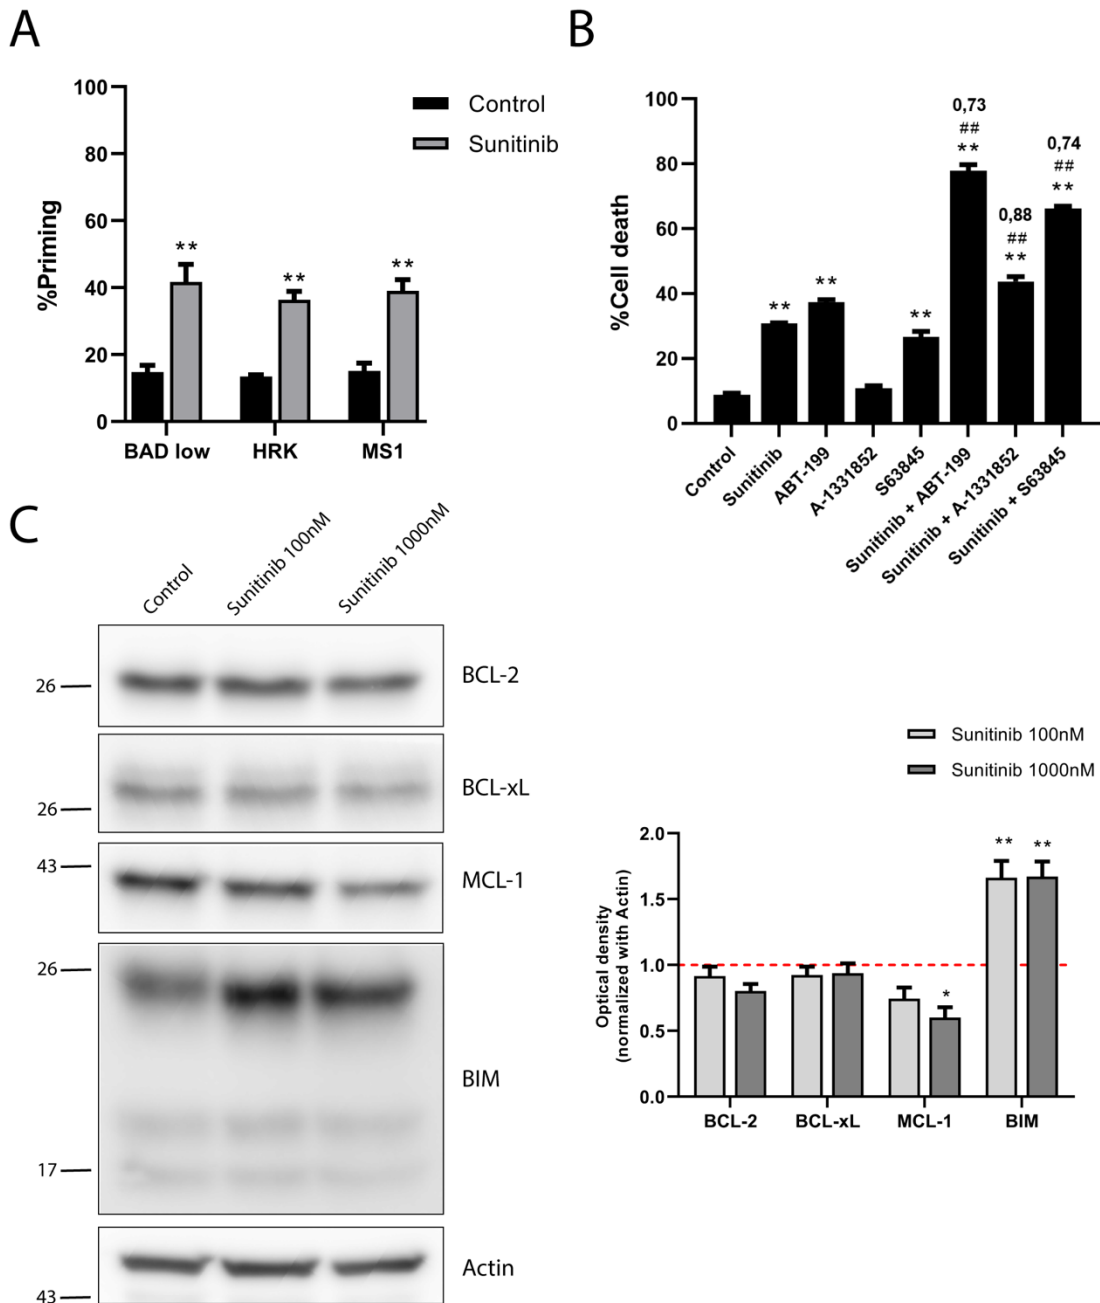 A
%Priming
100
80
60
40
20
0
Control
Sunitinib
**
**
**
BAD low
HRK
MS1
B
%Cell death
100
80
60
40
20
0
**
**
**
0,73
##
**
0,88
##
**
0,74
##
**
Control
Sunitinib
ABT-199
A-1331852
S63845
Sunitinib + ABT-199
Sunitinib + A-1331852
Sunitinib + S63845
C
Control
Sunitinib 100nM
Sunitinib 1000nM
26
BCL-2
26
BCL-xL
43
MCL-1
26
BIM
17
Actin
43
Sunitinib 100nM
Sunitinib 1000nM
Optical density
(normalized with Actin)
2.0
1.5
1.0
0.5
0.0
*
**
**
BCL-2
BCL-xL
MCL-1
BIM